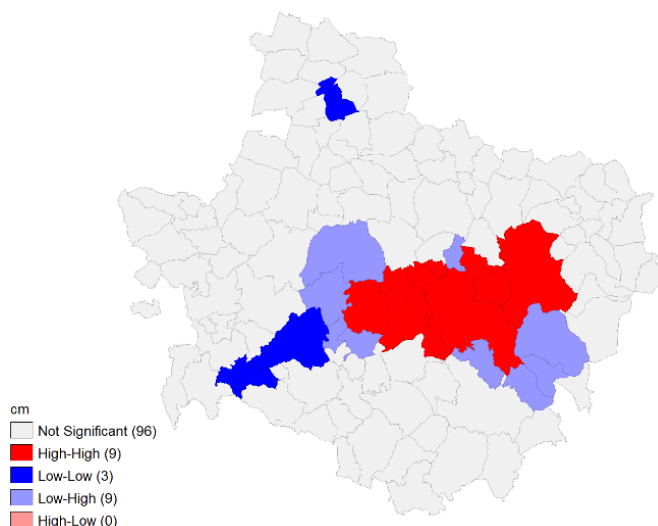 cm
Not Significant (96)
High-High (9)
Low-Low (3)
Low-High (9)
High-Low (0)